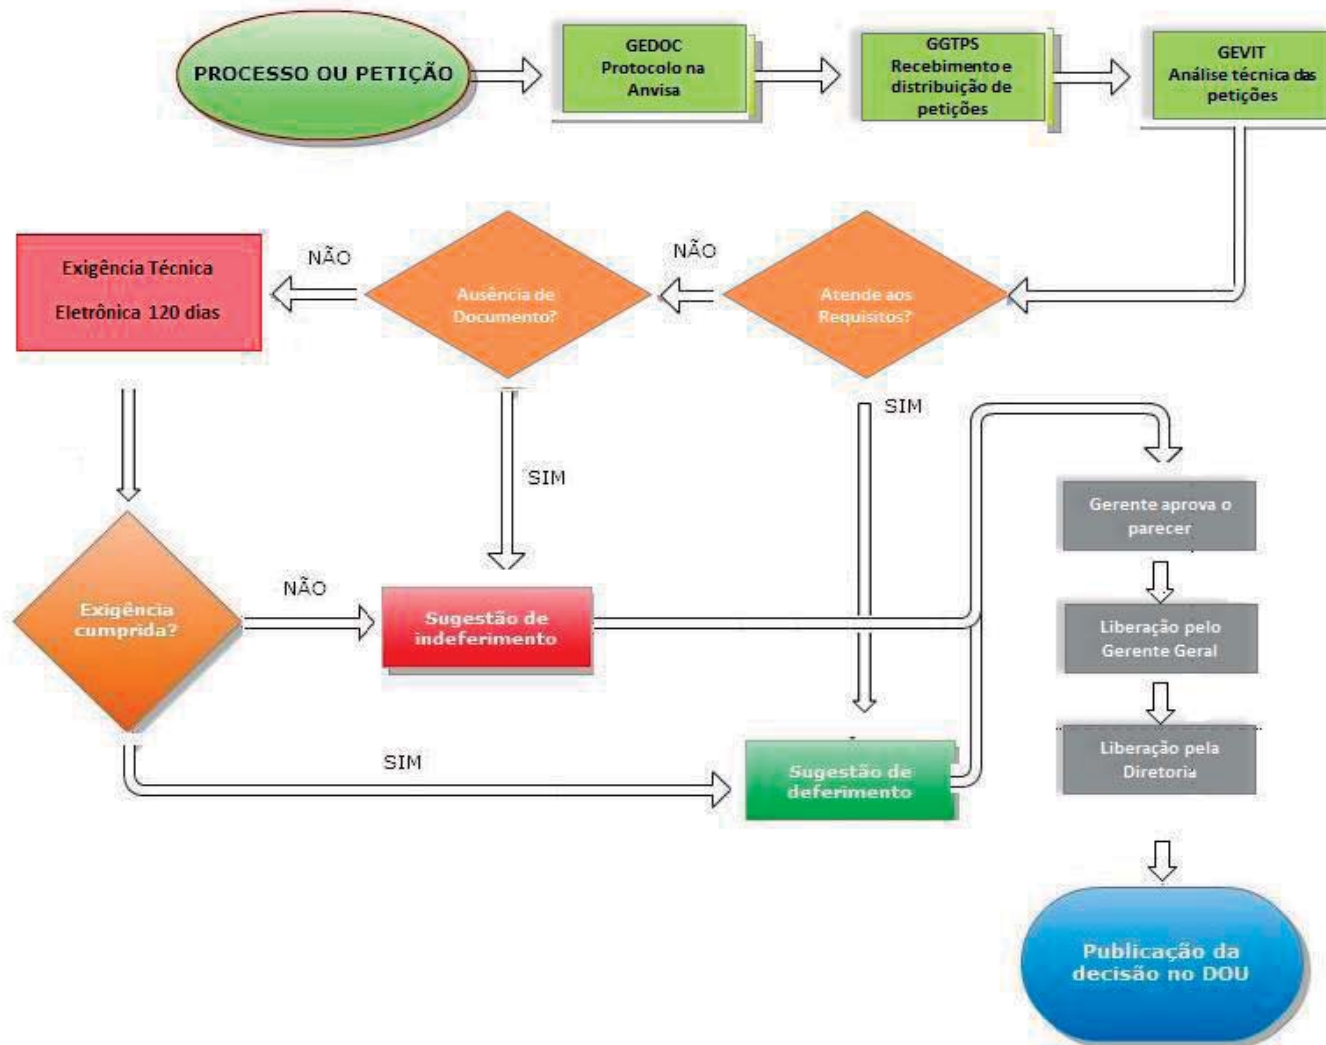 PROCESSO OU PETIÇÃO
GEDOC
Protocolo na
Anvisa
GGTPS
Recebimento e
distribuição de
petições
GEVIT
Análise técnica das
petições
Exigência Técnica
Eletrônica 120 dias
NÃO
Ausência de
Documento?
NÃO
Atende aos
Requisitos?
SIM
SIM
Gerente aprova o
parecer
Exigência
cumprida?
NÃO
Sugestão de
indeferimento
Liberação pelo
Gerente Geral
SIM
Sugestão de
deferimento
Liberação pela
Diretoria
Publicação da
decisão no DOU